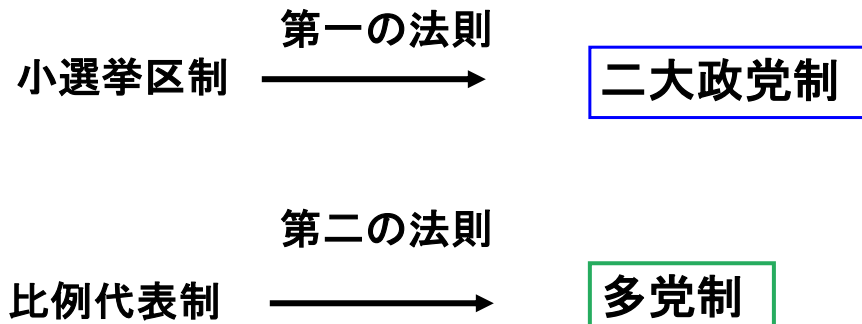 第一の法則
小選挙区制
二大政党制
第二の法則
比例代表制
多党制